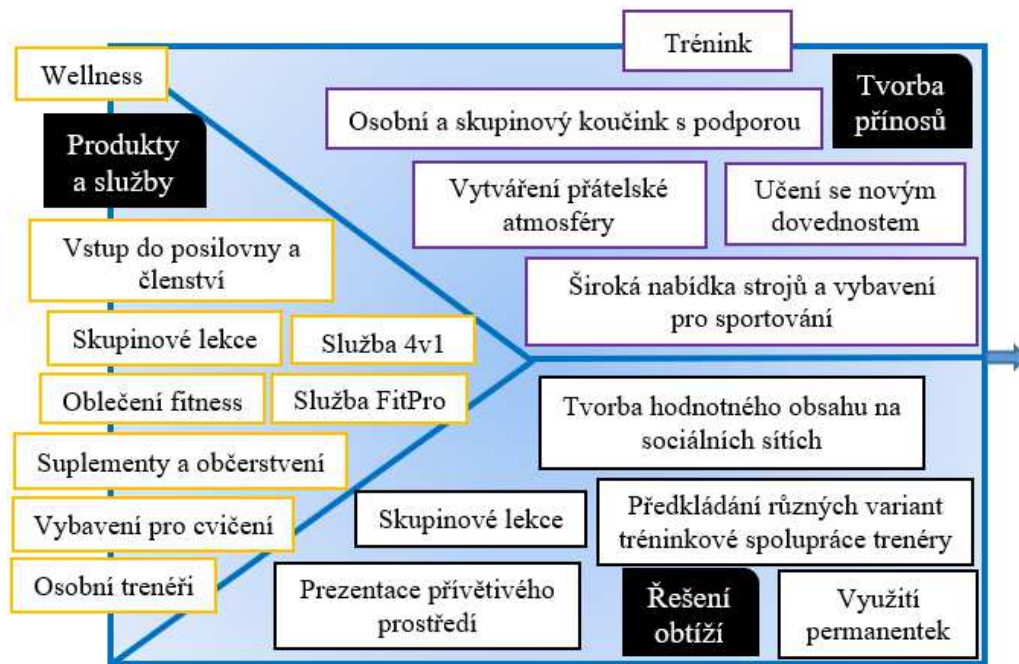 Trénink
Wellness
Tvorba
přínosů
Osobní a skupinový koučink s podporou
Produkty
a služby
Vytváření přátelské
atmosféry
Učení se novým
dovednostem
Vstup do posilovny a
členství
Široká nabídka strojů a vybavení
pro sportování
Skupinové lekce
Služba 4v1
Oblečení fitness
Služba FitPro
Tvorba hodnotného obsahu na
sociálních sítích
Suplementy a občerstvení
Vybavení pro cvičení
Skupinové lekce
Předkládání různých variant
tréninkové spolupráce trenéry
Osobní trenéři
Prezentace přívětivého
prostředí
Řešení
obtíží
Využití
permanentek